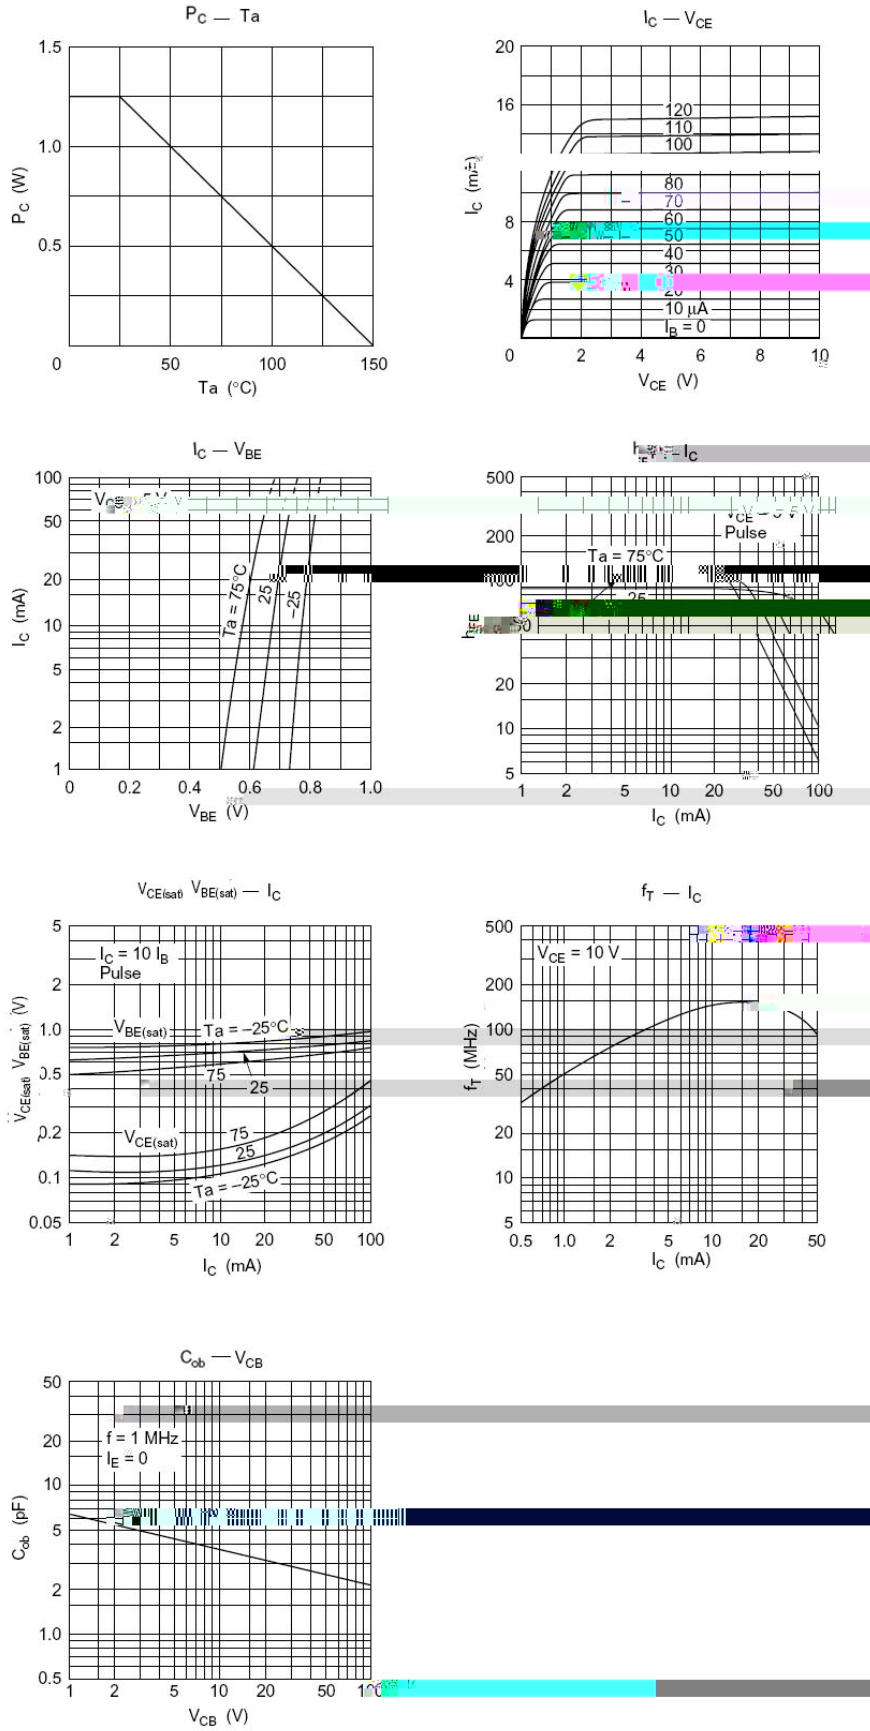 P_C — Ta
1.5
1.0
0.5
0
50
100
150
P_C (W)
Ta (°C)
I_C — V_CE
20
16
8
4
0
2
4
6
8
10
120
110
100
80
70
60
50
40
10 μA
I_B = 0
V_CE (V)
I_C — V_BE
100
50
20
10
5
2
1
0
0.2
0.4
0.6
0.8
1.0
Ta = 75°C
25
–25
I_C (mA)
V_BE (V)
I_C
500
200
20
10
5
1
2
5
10
20
50
100
Pulse
Ta = 75°C
I_C (mA)
V_CE(sat), V_BE(sat) — I_C
5
2
1.0
0.2
0.1
0.05
1
2
5
10
20
50
100
I_C = 10 I_B
Pulse
V_BE(sat)
Ta = –25°C
75
25
V_CE(sat)
75
25
Ta = –25°C
V_CE(sat), V_BE(sat) (V)
I_C (mA)
f_T — I_C
500
200
100
50
20
10
5
0.5
1.0
2
5
10
20
50
V_CE = 10 V
f_T (MHz)
I_C (mA)
C_ob — V_CB
50
20
10
5
2
1.0
0.5
1
2
5
10
20
50
f = 1 MHz
I_E = 0
C_ob (pF)
V_CB (V)